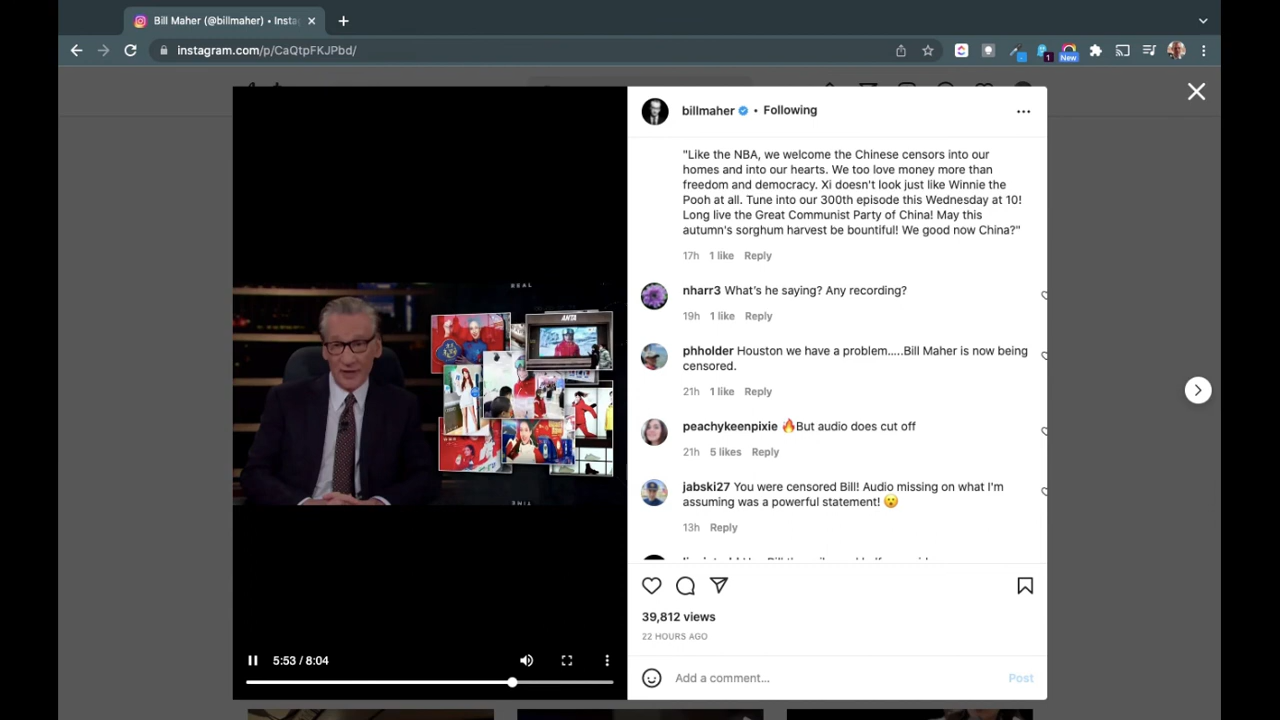 Bill Maher (@billmaher) • Insta
instagram.com/p/CaQtpFKJPbd/
1
New
billmaher • Following
"Like the NBA, we welcome the Chinese censors into our
homes and into our hearts. We too love money more than
freedom and democracy. Xi doesn't look just like Winnie the
Pooh at all. Tune into our 300th episode this Wednesday at 10!
Long live the Great Communist Party of China! May this
autumn's sorghum harvest be bountiful! We good now China?"
17h 1 like Reply
nharr3 What's he saying? Any recording?
19h 1 like Reply
phholder Houston we have a problem.....Bill Maher is now being
censored.
21h 1 like Reply
peachykeenpixie 🔥But audio does cut off
21h 5 likes Reply
jabski27 You were censored Bill! Audio missing on what I'm
assuming was a powerful statement! 😮
13h Reply
REAL
ANTA
TIME
39,812 views
22 HOURS AGO
5:53 / 8:04
Add a comment...
Post